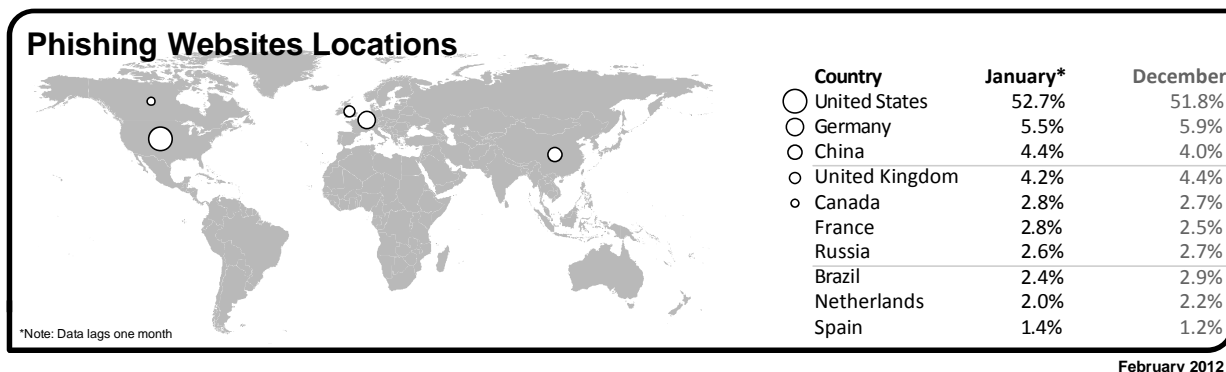 Phishing Websites Locations
Country January* December
United States 52.7% 51.8%
Germany 5.5% 5.9%
China 4.4% 4.0%
United Kingdom 4.2% 4.4%
Canada 2.8% 2.7%
France 2.8% 2.5%
Russia 2.6% 2.7%
Brazil 2.4% 2.9%
Netherlands 2.0% 2.2%
Spain 1.4% 1.2%
*Note: Data lags one month
February 2012